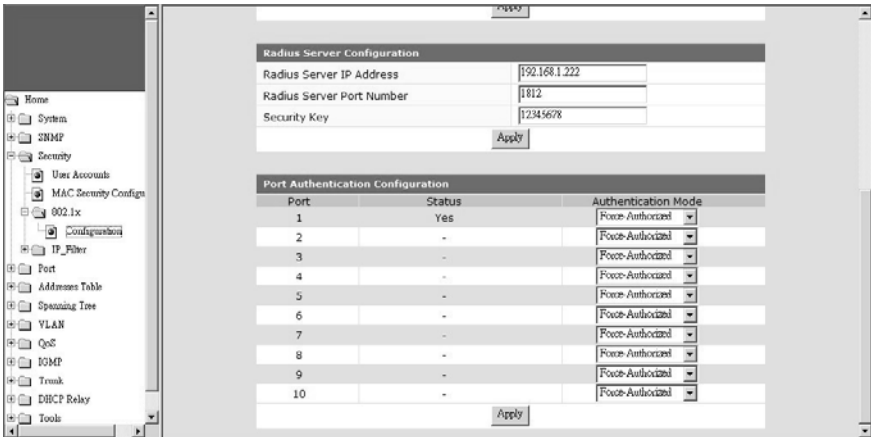 Home
System
SNMP
Security
User Accounts
MAC Security Configu
802.1x
Configuration
IP_Filter
Port
Addresses Table
Spanning Tree
VLAN
QoS
IGMP
Trunk
DHCP Relay
Tools
Apply
Radius Server Configuration
Radius Server IP Address 192.168.1.222
Radius Server Port Number 1812
Security Key 12345678
Apply
Port Authentication Configuration
Port Status Authentication Mode
1 Yes Force-Authorized
2 - Force-Authorized
3 - Force-Authorized
4 - Force-Authorized
5 - Force-Authorized
6 - Force-Authorized
7 - Force-Authorized
8 - Force-Authorized
9 - Force-Authorized
10 - Force-Authorized
Apply